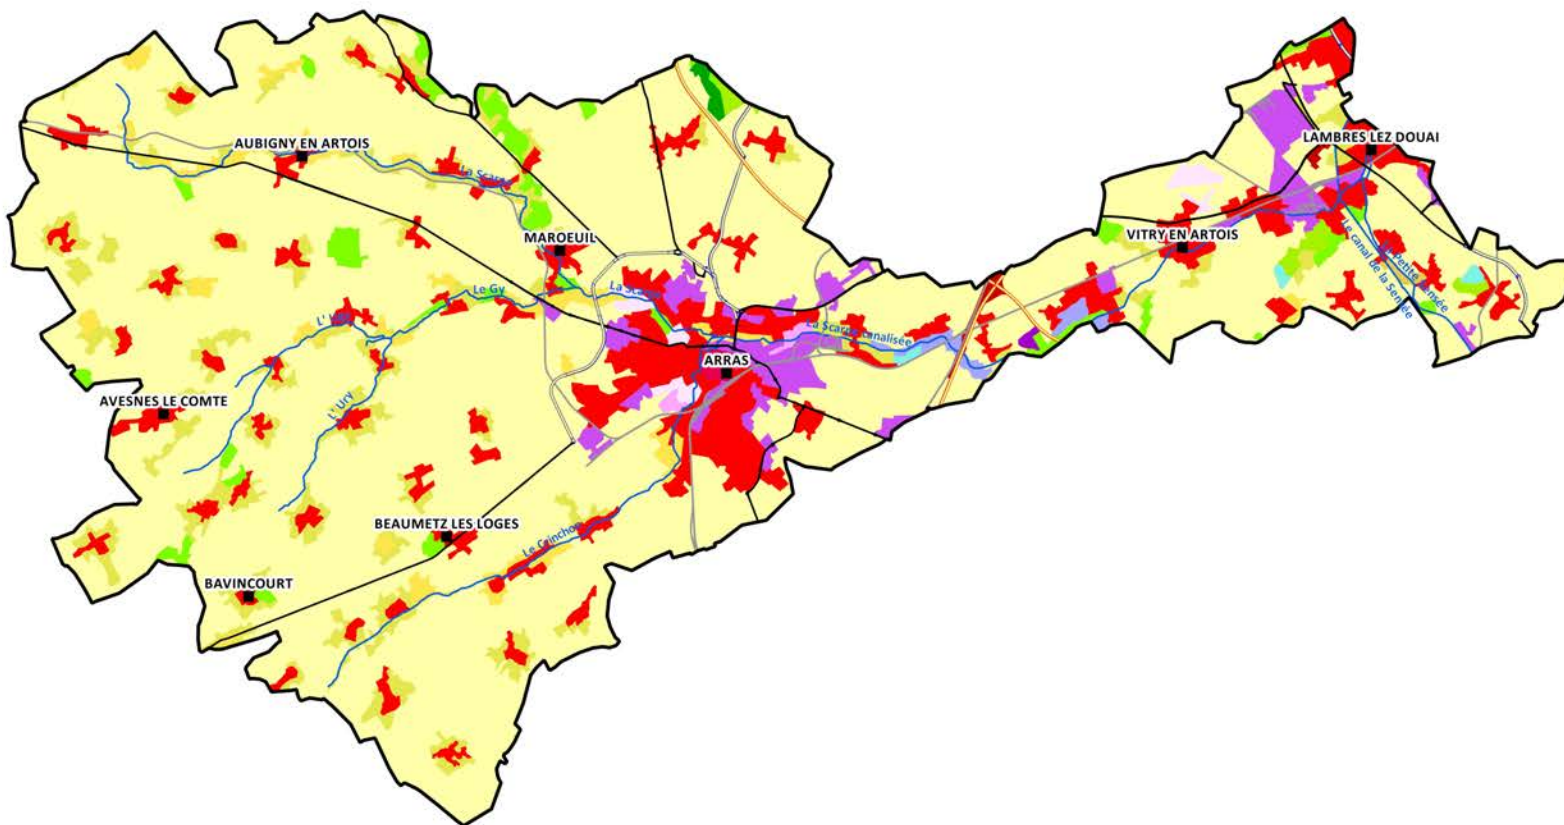 LAMBRES LEZ DOUAI
AUBIGNY EN ARTOIS
La Scarpe
MAROEUIL
VITRY EN ARTOIS
Le canal de la Sensée
La Petite Sensée
Le Gy
La Scarpe
L'
La Scarpe canalisée
ARRAS
AVESNES LE COMTE
L' Ury
BEAUMETZ LES LOGES
Le Crinchon
BAVINCOURT